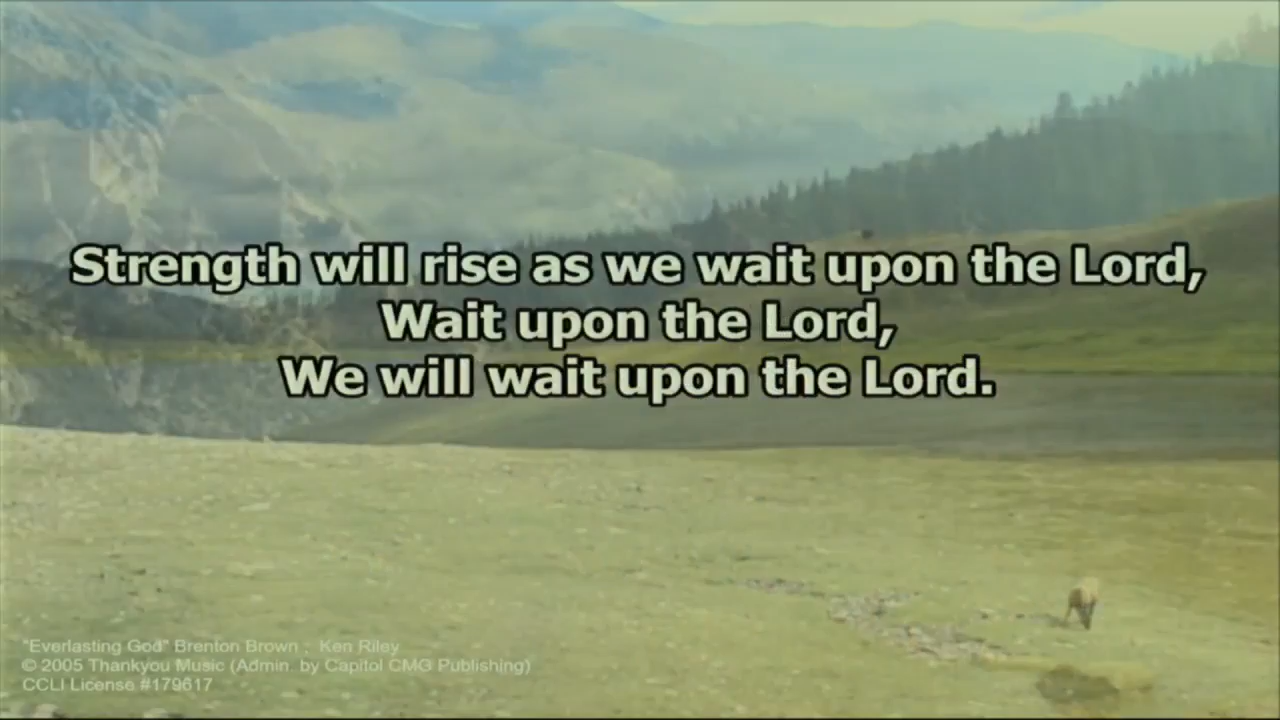 Strength will rise as we wait upon the Lord,
Wait upon the Lord,
We will wait upon the Lord.
"Everlasting God" Brenton Brown ; Ken Riley
© 2005 Thankyou Music (Admin. by Capitol CMG Publishing)
CCLI License #179617